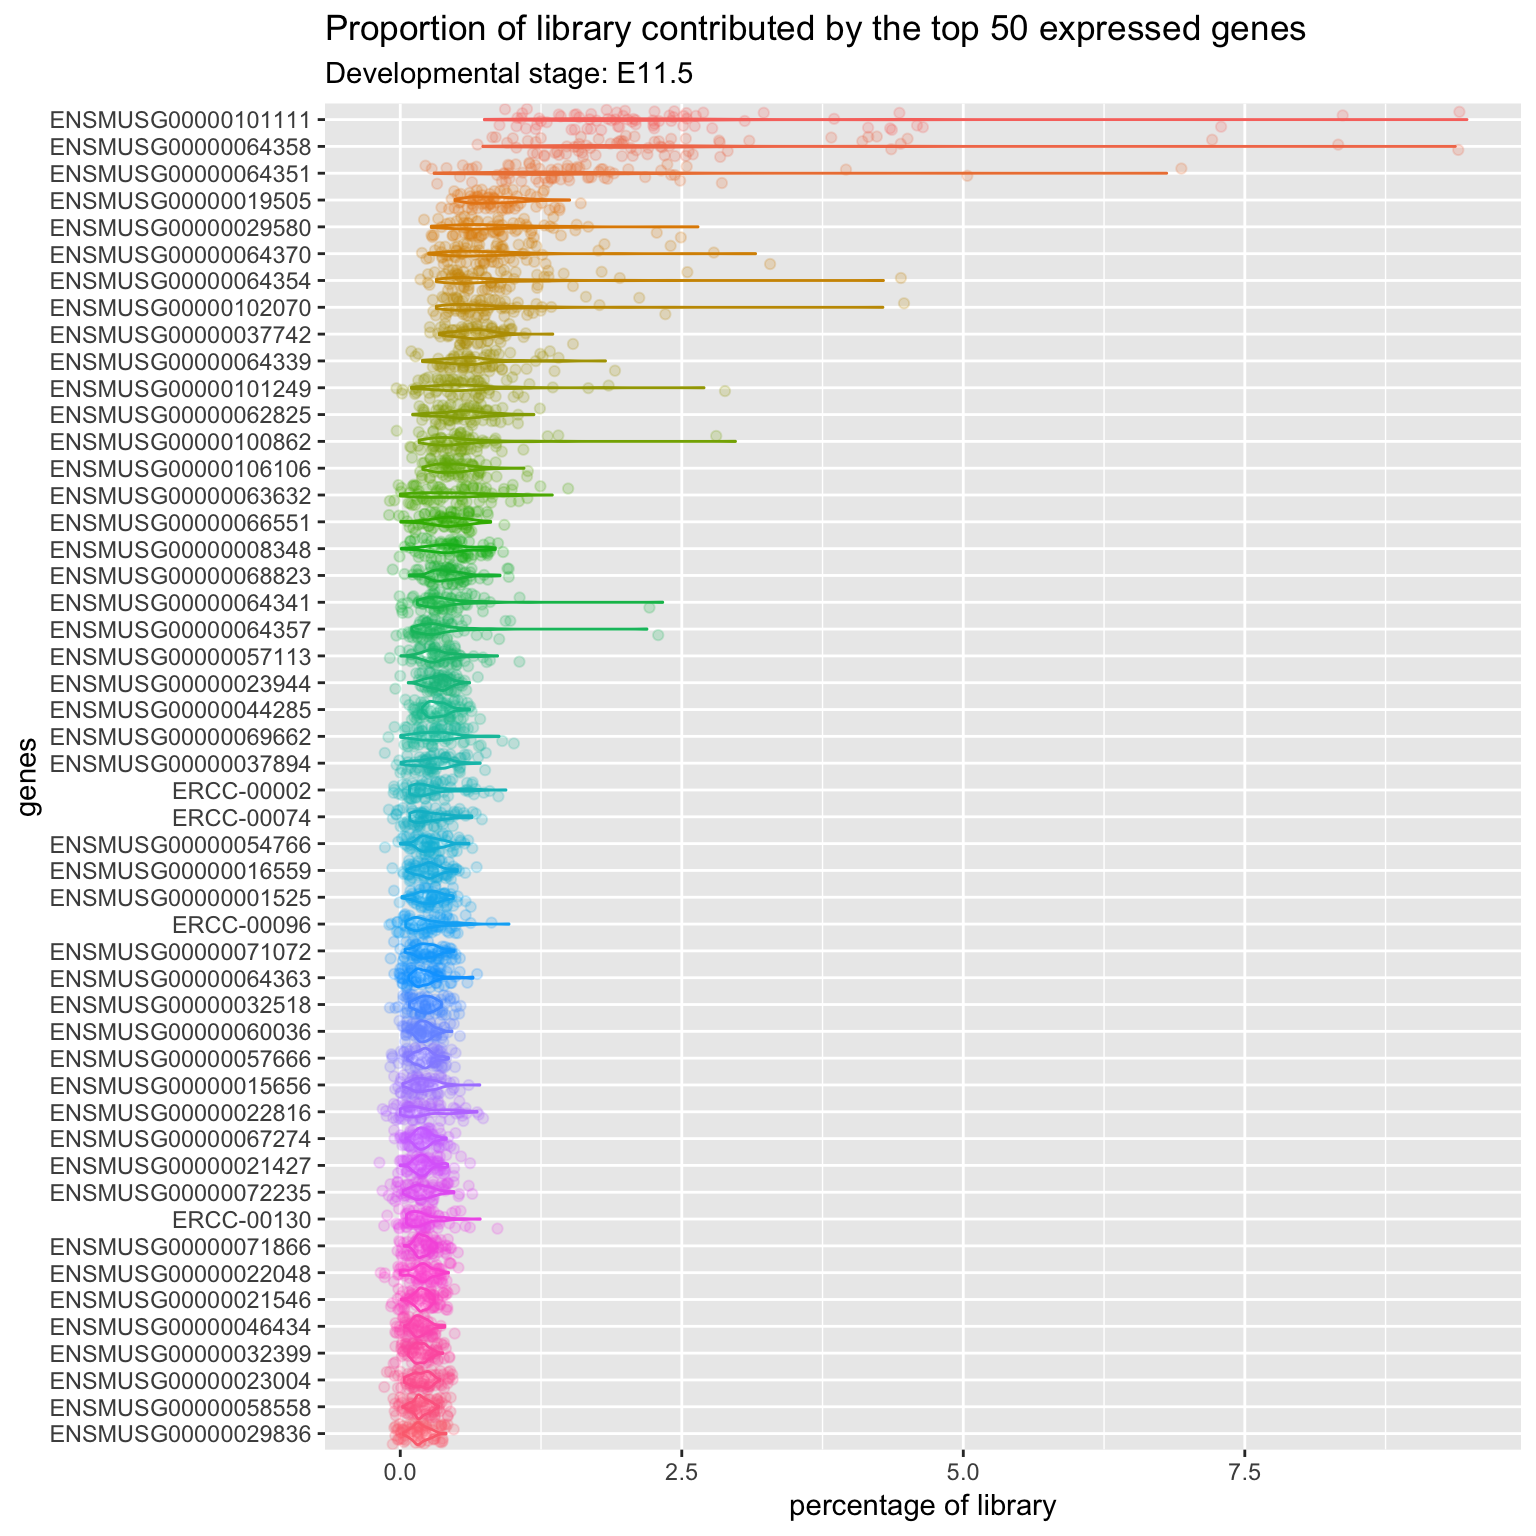 Proportion of library contributed by the top 50 expressed genes
Developmental stage: E11.5
ENSMUSG00000101111
ENSMUSG00000064358
ENSMUSG00000064351
ENSMUSG00000019505
ENSMUSG00000029580
ENSMUSG00000064370
ENSMUSG00000064354
ENSMUSG00000102070
ENSMUSG00000037742
ENSMUSG00000064339
ENSMUSG00000101249
ENSMUSG00000062825
ENSMUSG00000100862
ENSMUSG00000106106
ENSMUSG00000063632
ENSMUSG00000066551
ENSMUSG00000008348
ENSMUSG00000068823
ENSMUSG00000064341
ENSMUSG00000064357
ENSMUSG00000057113
ENSMUSG00000023944
ENSMUSG00000044285
ENSMUSG00000069662
ENSMUSG00000037894
ERCC-00002
ERCC-00074
ENSMUSG00000054766
ENSMUSG00000016559
ENSMUSG00000001525
ERCC-00096
ENSMUSG00000071072
ENSMUSG00000064363
ENSMUSG00000032518
ENSMUSG00000060036
ENSMUSG00000057666
ENSMUSG00000015656
ENSMUSG00000022816
ENSMUSG00000067274
ENSMUSG00000021427
ENSMUSG00000072235
ERCC-00130
ENSMUSG00000071866
ENSMUSG00000022048
ENSMUSG00000021546
ENSMUSG00000046434
ENSMUSG00000032399
ENSMUSG00000023004
ENSMUSG00000058558
ENSMUSG00000029836
genes
0.0 2.5 5.0 7.5
percentage of library